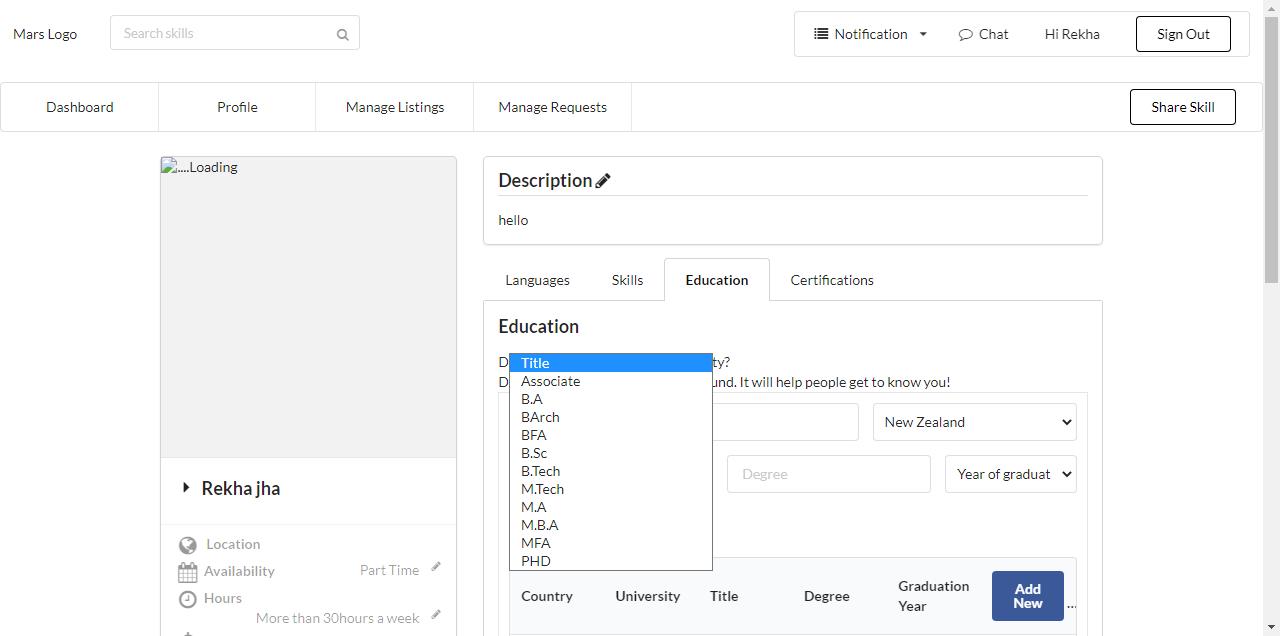 Mars Logo
Search skills
Notification
Chat
Hi Rekha
Sign Out
Dashboard
Profile
Manage Listings
Manage Requests
Share Skill
....Loading
Rekha jha
Location
Availability
Part Time
Hours
More than 30hours a week
Description
hello
Languages
Skills
Education
Certifications
Education
D ty?
D und. It will help people get to know you!
Title
Associate
B.A
BArch
BFA
B.Sc
B.Tech
M.Tech
M.A
M.B.A
MFA
PHD
New Zealand
Degree
Year of graduat
Country
University
Title
Degree
Graduation
Year
Add
New
...